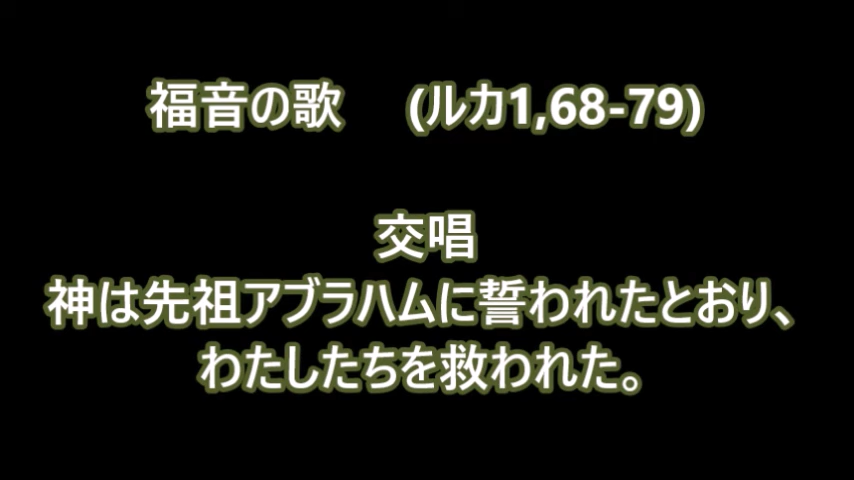 福音の歌　(ルカ1,68-79)
交唱
神は先祖アブラハムに誓われたとおり、
わたしたちを救われた。